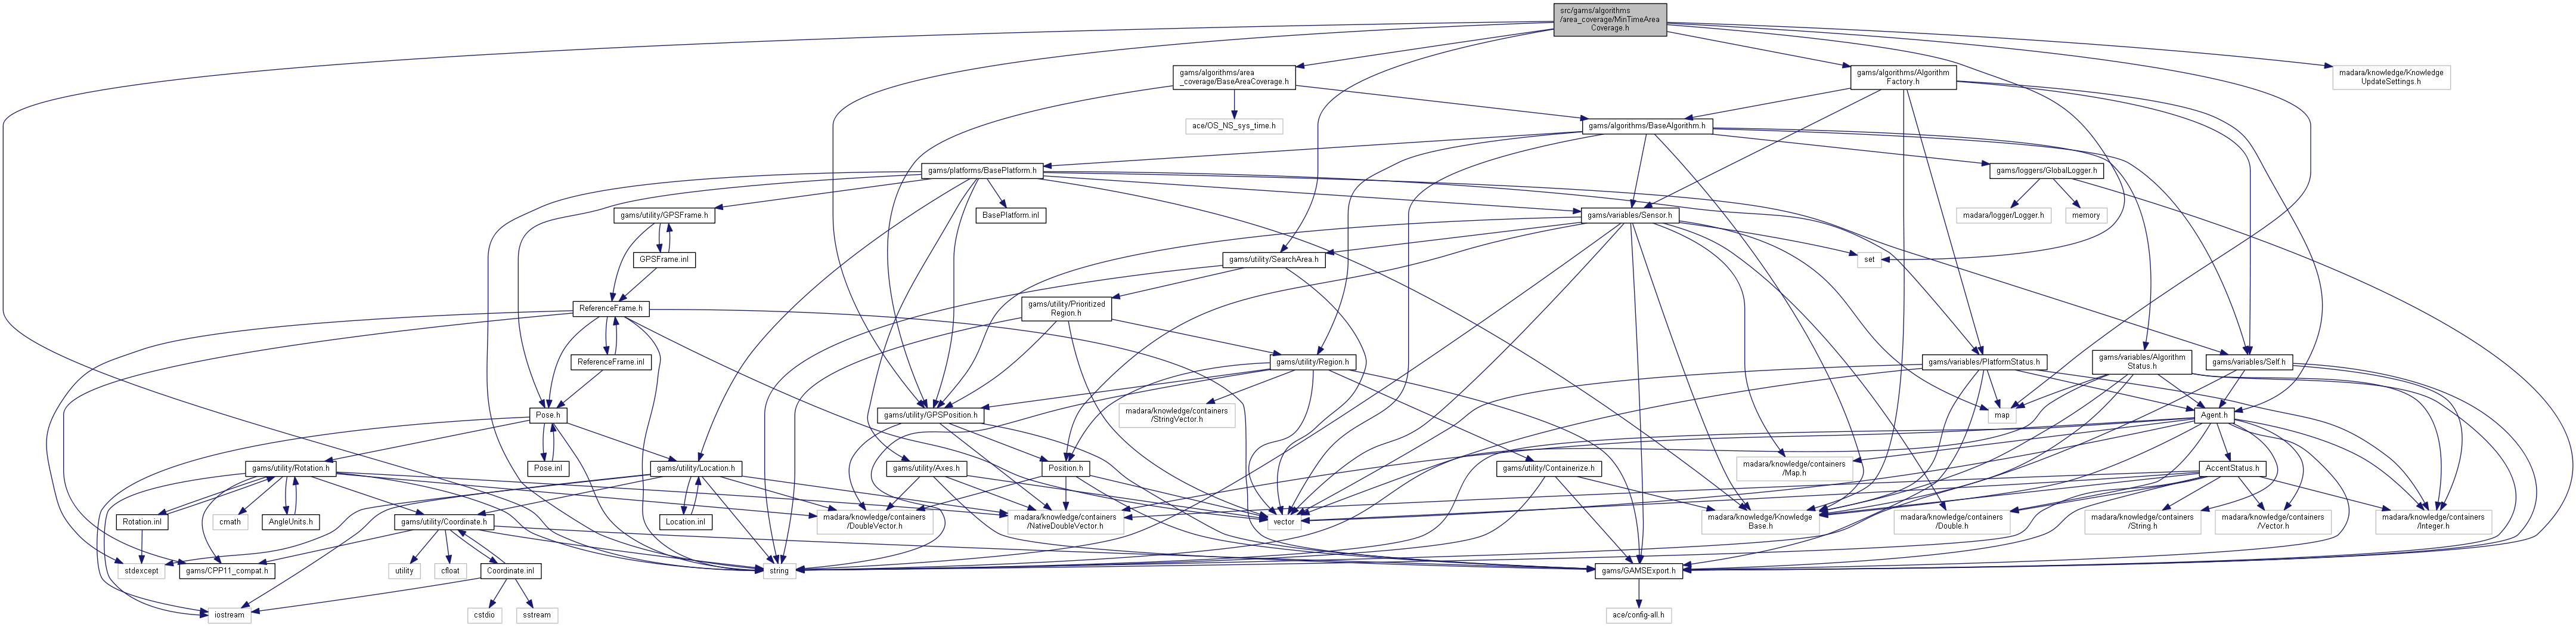 src/gams/algorithms
/area_coverage/MinTimeArea
Coverage.h
gams/algorithms/area
_coverage/BaseAreaCoverage.h
gams/algorithms/Algorithm
Factory.h
madara/knowledge/Knowledge
UpdateSettings.h
ace/OS_NS_sys_time.h
gams/algorithms/BaseAlgorithm.h
gams/platforms/BasePlatform.h
gams/loggers/GlobalLogger.h
gams/utility/GPSFrame.h
BasePlatform.inl
gams/variables/Sensor.h
madara/logger/Logger.h
memory
GPSFrame.inl
gams/utility/SearchArea.h
set
ReferenceFrame.h
gams/utility/Prioritized
Region.h
ReferenceFrame.inl
gams/utility/Region.h
gams/variables/PlatformStatus.h
gams/variables/Algorithm
Status.h
gams/variables/Self.h
Pose.h
gams/utility/GPSPosition.h
madara/knowledge/containers
/StringVector.h
map
Agent.h
gams/utility/Rotation.h
Pose.inl
gams/utility/Location.h
gams/utility/Axes.h
Position.h
gams/utility/Containerize.h
madara/knowledge/containers
/Map.h
AccentStatus.h
Rotation.inl
cmath
AngleUnits.h
gams/utility/Coordinate.h
Location.inl
madara/knowledge/containers
/DoubleVector.h
madara/knowledge/containers
/NativeDoubleVector.h
vector
madara/knowledge/Knowledge
Base.h
madara/knowledge/containers
/Double.h
madara/knowledge/containers
/String.h
madara/knowledge/containers
/Vector.h
madara/knowledge/containers
/Integer.h
stdexcept
gams/CPP11_compat.h
utility
cfloat
Coordinate.inl
string
gams/GAMSExport.h
iostream
cstdio
sstream
ace/config-all.h